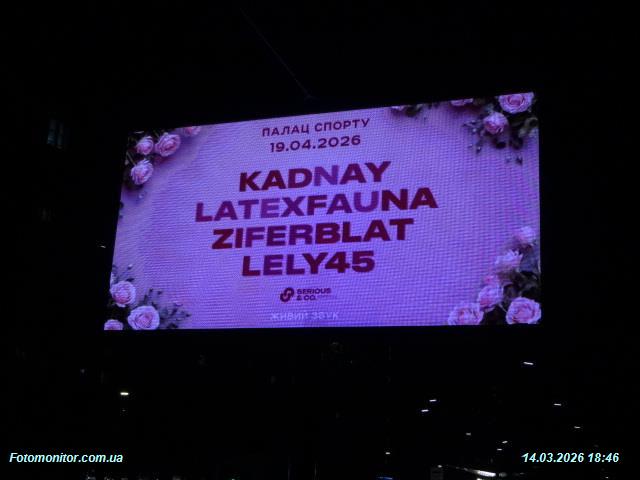 ПАЛАЦ СПОРТУ
19.04.2026
KADNAY
LATEXFAUNA
ZIFERBLAT
LELY45
SERIOUS
& CO.
ЖИВИЙ ЗВУК
Fotomonitor.com.ua
14.03.2026 18:46